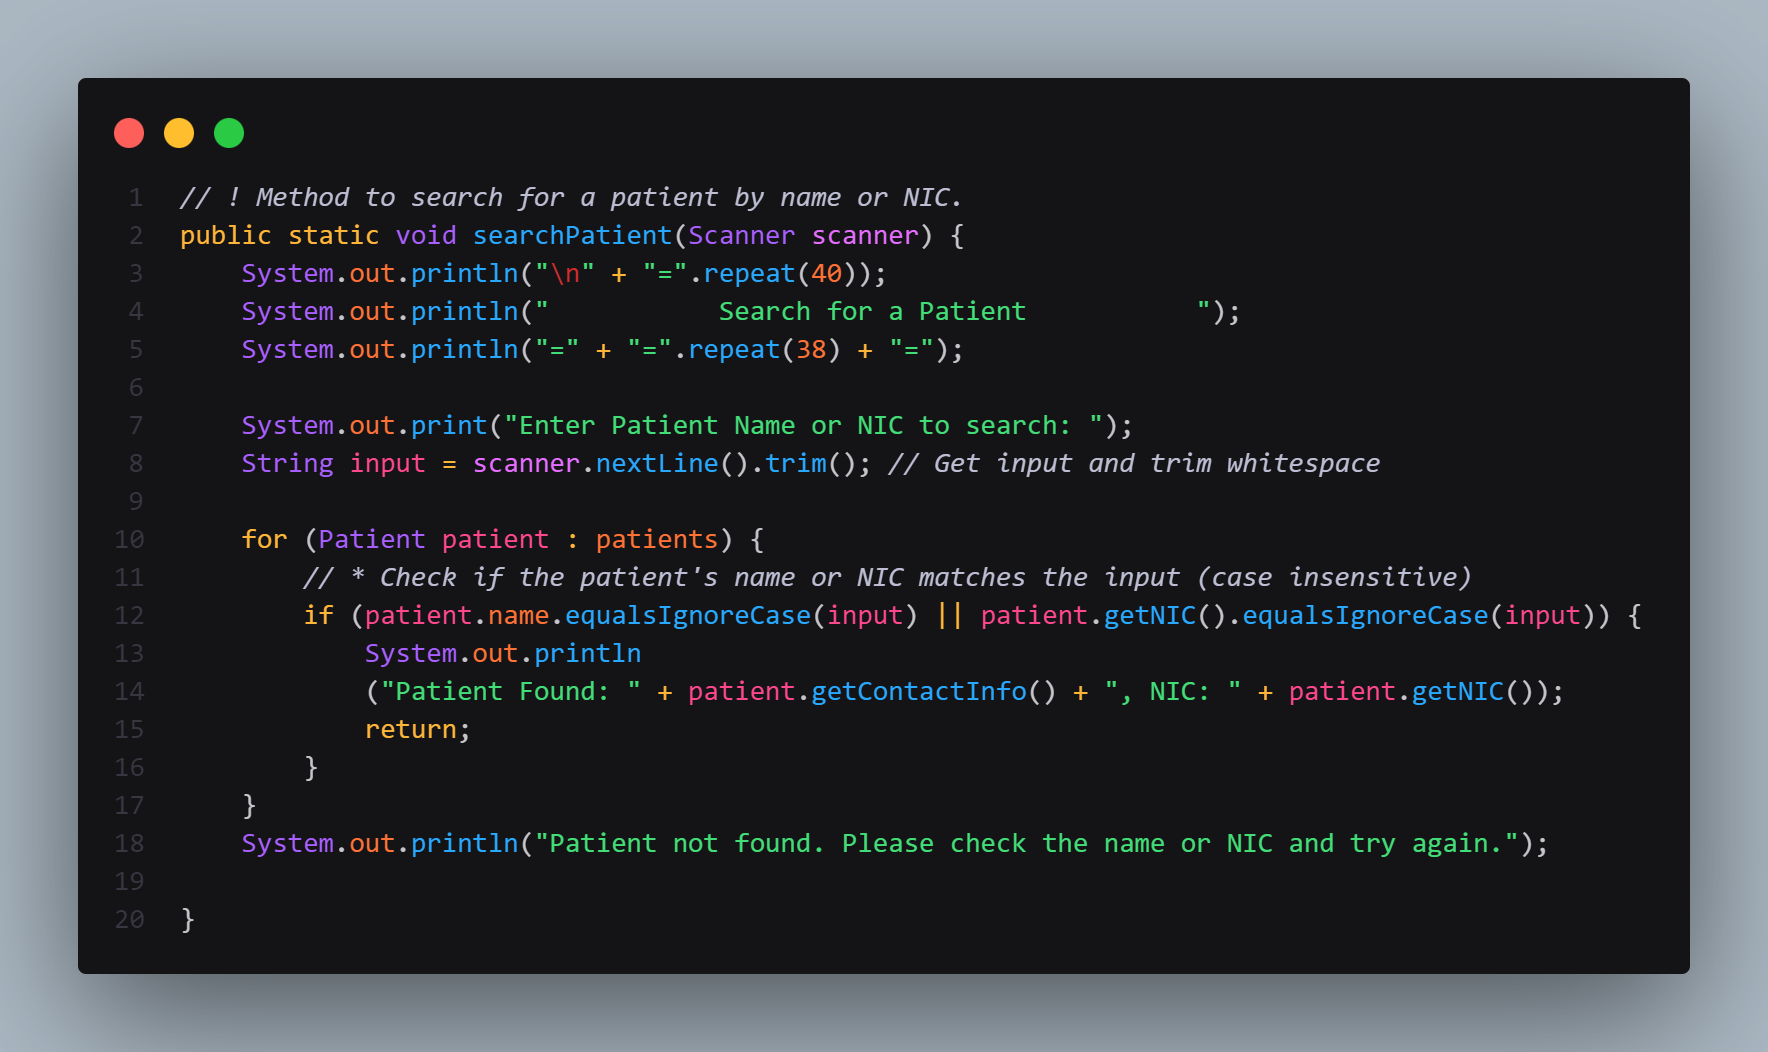 1 // ! Method to search for a patient by name or NIC.
2 public static void searchPatient(Scanner scanner) {
3     System.out.println("\n" + "=".repeat(40));
4     System.out.println("           Search for a Patient           ");
5     System.out.println("=" + "=".repeat(38) + "=");
6
7     System.out.print("Enter Patient Name or NIC to search: ");
8     String input = scanner.nextLine().trim(); // Get input and trim whitespace
9
10     for (Patient patient : patients) {
11         // * Check if the patient's name or NIC matches the input (case insensitive)
12         if (patient.name.equalsIgnoreCase(input) || patient.getNIC().equalsIgnoreCase(input)) {
13             System.out.println
14             ("Patient Found: " + patient.getContactInfo() + ", NIC: " + patient.getNIC());
15             return;
16         }
17     }
18     System.out.println("Patient not found. Please check the name or NIC and try again.");
19
20 }